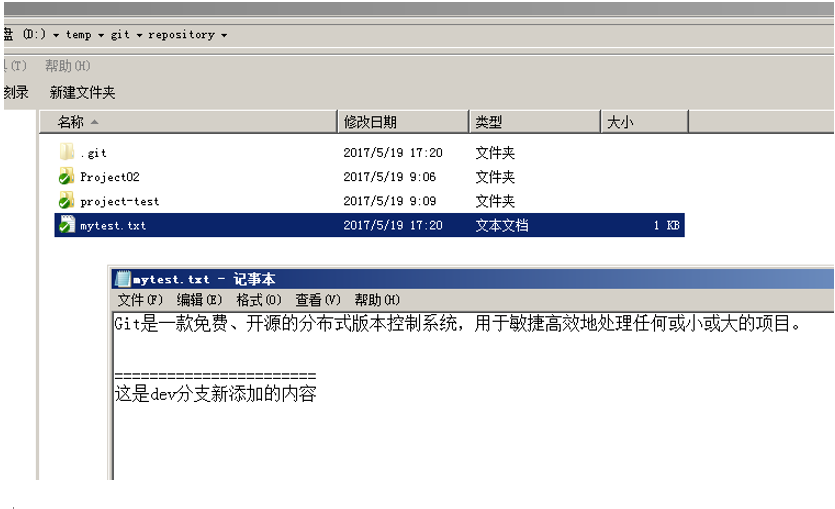 盘 (D:) ▾ temp ▾ git ▾ repository ▾
(T) 帮助(H)
刻录 新建文件夹
名称 修改日期 类型 大小
.git 2017/5/19 17:20 文件夹
Project02 2017/5/19 9:06 文件夹
project-test 2017/5/19 9:09 文件夹
mytest.txt 2017/5/19 17:20 文本文档 1 KB
mytest.txt - 记事本
文件(F) 编辑(E) 格式(O) 查看(V) 帮助(H)
Git是一款免费、开源的分布式版本控制系统，用于敏捷高效地处理任何或小或大的项目。
=======================
这是dev分支新添加的内容